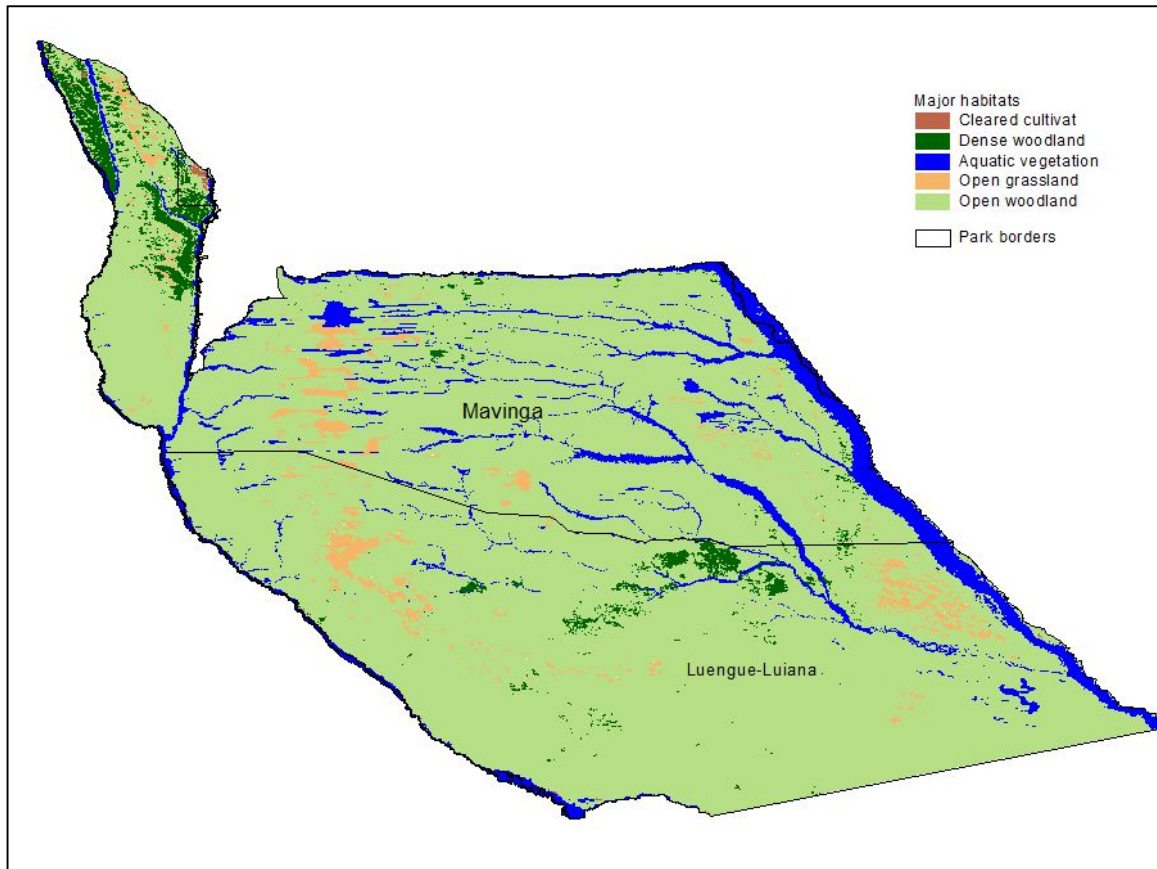 Major habitats
Cleared cultivat
Dense woodland
Aquatic vegetation
Open grassland
Open woodland
Park borders
Mavinga
Luengue-Luiana